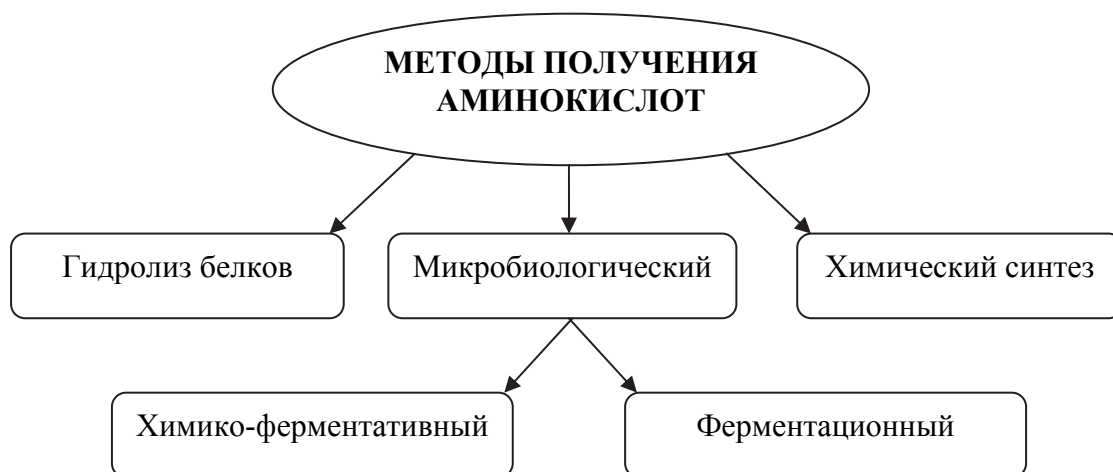 МЕТОДЫ ПОЛУЧЕНИЯ
АМИНОКИСЛОТ
Гидролиз белков
Микробиологический
Химический синтез
Химико-ферментативный
Ферментационный